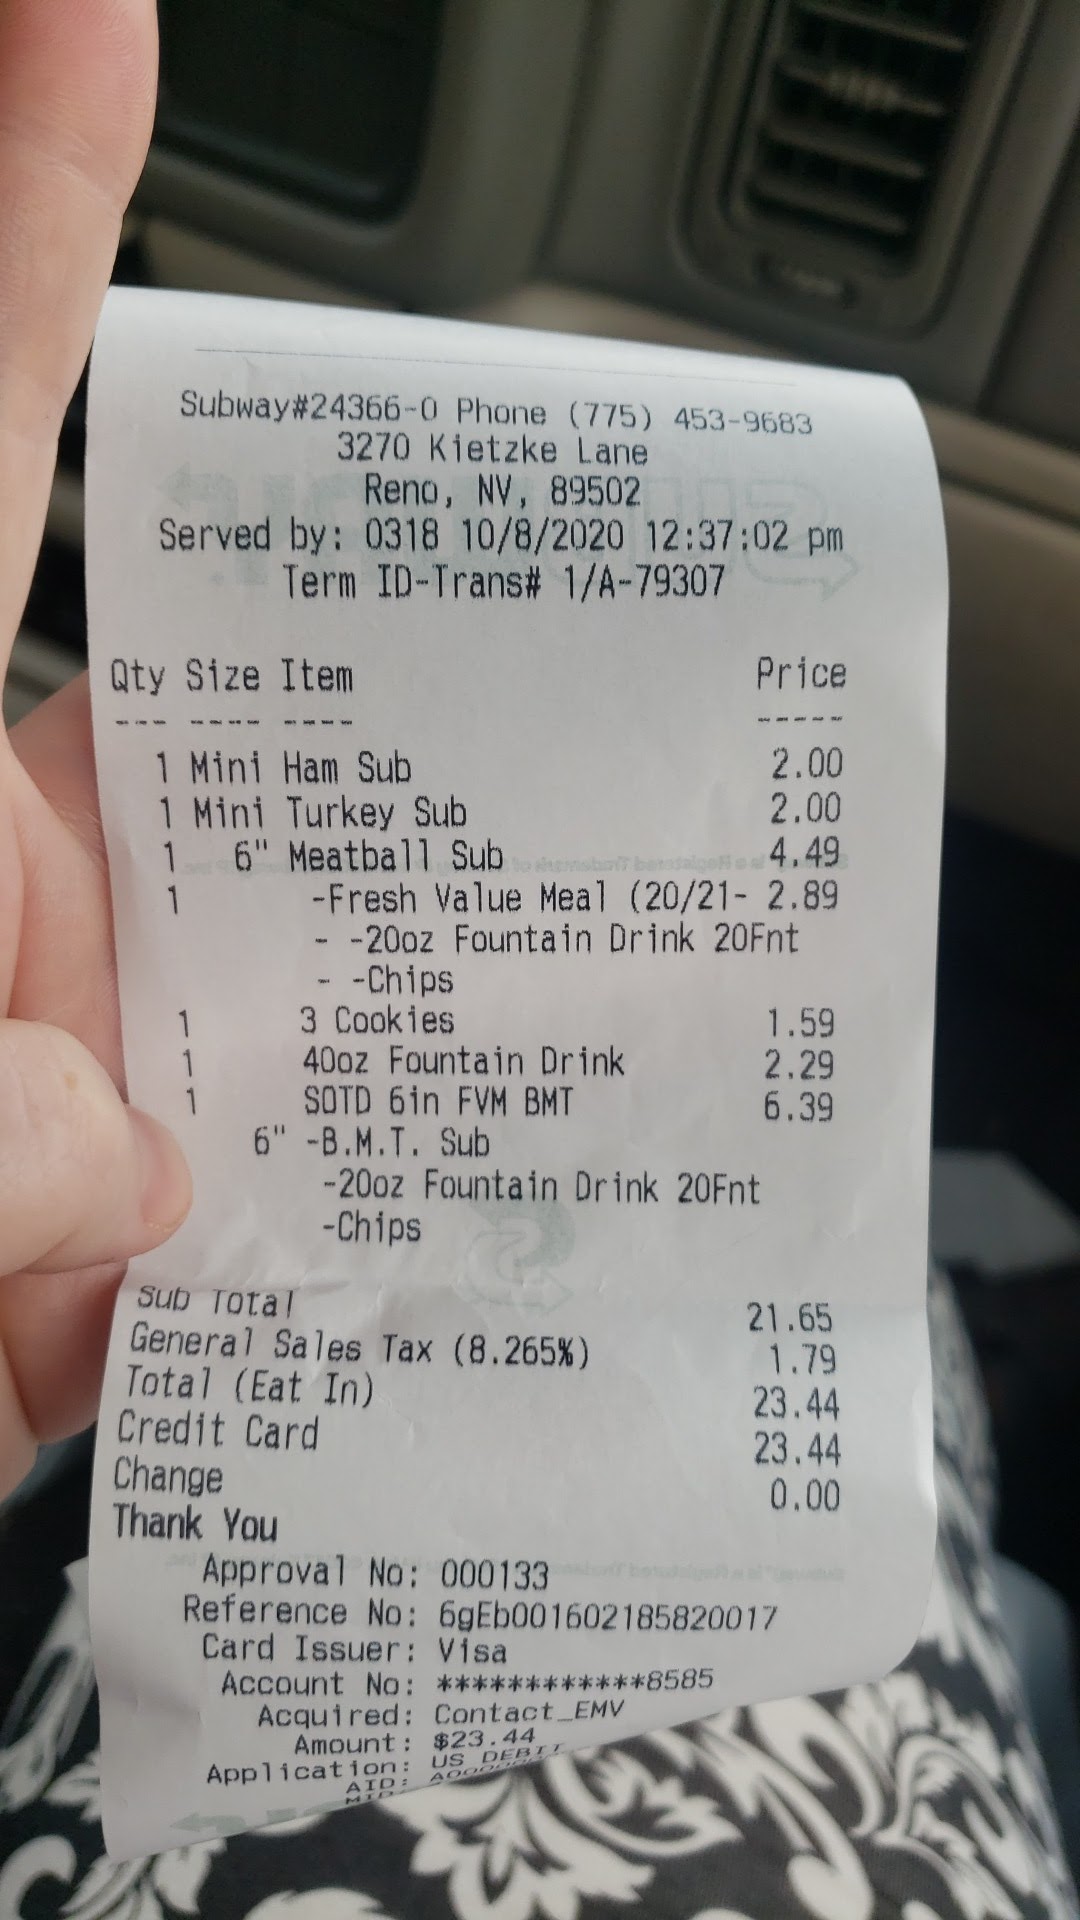 Subway#24366-0 Phone (775) 453-9683
3270 Kietzke Lane
Reno, NV, 89502
Served by: 0318 10/8/2020 12:37:02 pm
Term ID-Trans# 1/A-79307
Qty Size Item Price
--- ---- ---- -----
1 Mini Ham Sub 2.00
1 Mini Turkey Sub 2.00
1 6" Meatball Sub 4.49
1 -Fresh Value Meal (20/21- 2.89
- -20oz Fountain Drink 20Fnt
- -Chips
1 3 Cookies 1.59
1 40oz Fountain Drink 2.29
1 SOTD 6in FVM BMT 6.39
6" -B.M.T. Sub
-20oz Fountain Drink 20Fnt
-Chips
Sub Total 21.65
General Sales Tax (8.265%) 1.79
Total (Eat In) 23.44
Credit Card 23.44
Change 0.00
Thank You
Approval No: 000133
Reference No: 6gEb001602185820017
Card Issuer: Visa
Account No: ************8585
Acquired: Contact_EMV
Amount: $23.44
Application: US DEBIT
AID:
MID: